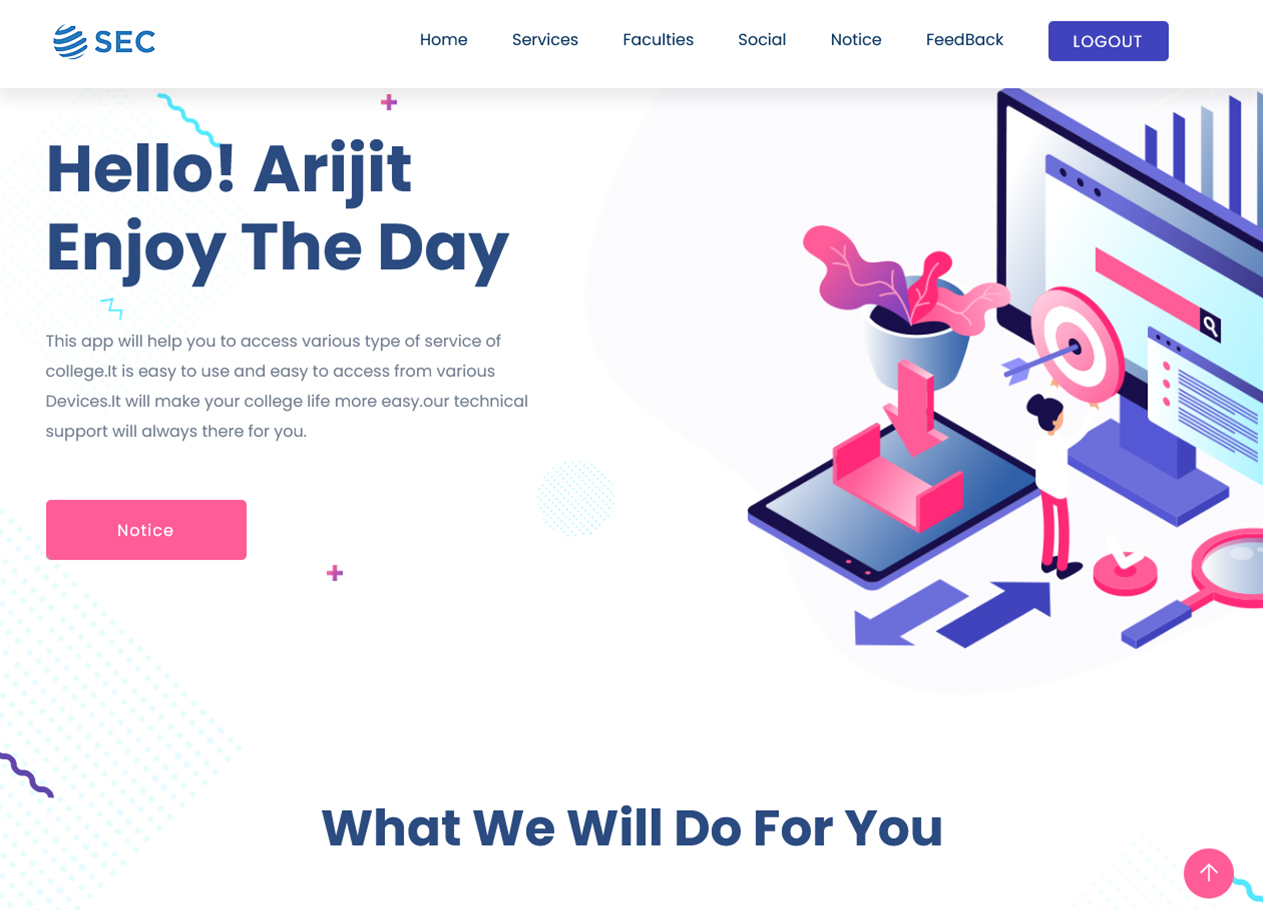 SEC
Home
Services
Faculties
Social
Notice
FeedBack
LOGOUT
Hello! Arijit
Enjoy The Day
This app will help you to access various type of service of
college.It is easy to use and easy to access from various
Devices.It will make your college life more easy.our technical
support will always there for you.
Notice
What We Will Do For You